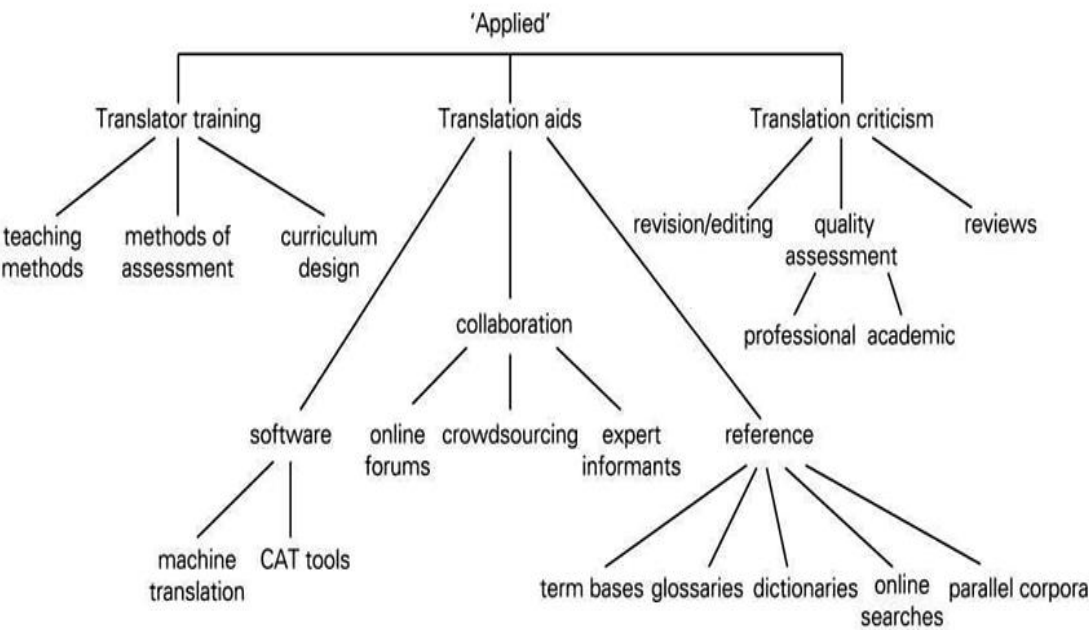 ‘Applied’
Translator training
Translation aids
Translation criticism
teaching
methods
methods of
assessment
curriculum
design
revision/editing
quality
assessment
reviews
professional
academic
collaboration
software
online
forums
crowdsourcing
expert
informants
reference
machine
translation
CAT tools
term bases
glossaries
dictionaries
online
searches
parallel corpora